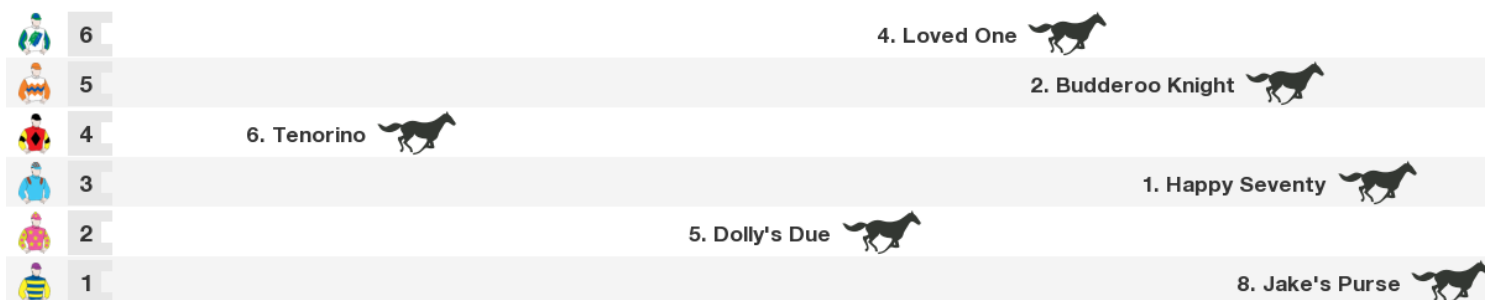 6 4. Loved One
5 2. Budderoo Knight
4 6. Tenorino
3 1. Happy Seventy
2 5. Dolly's Due
1 8. Jake's Purse